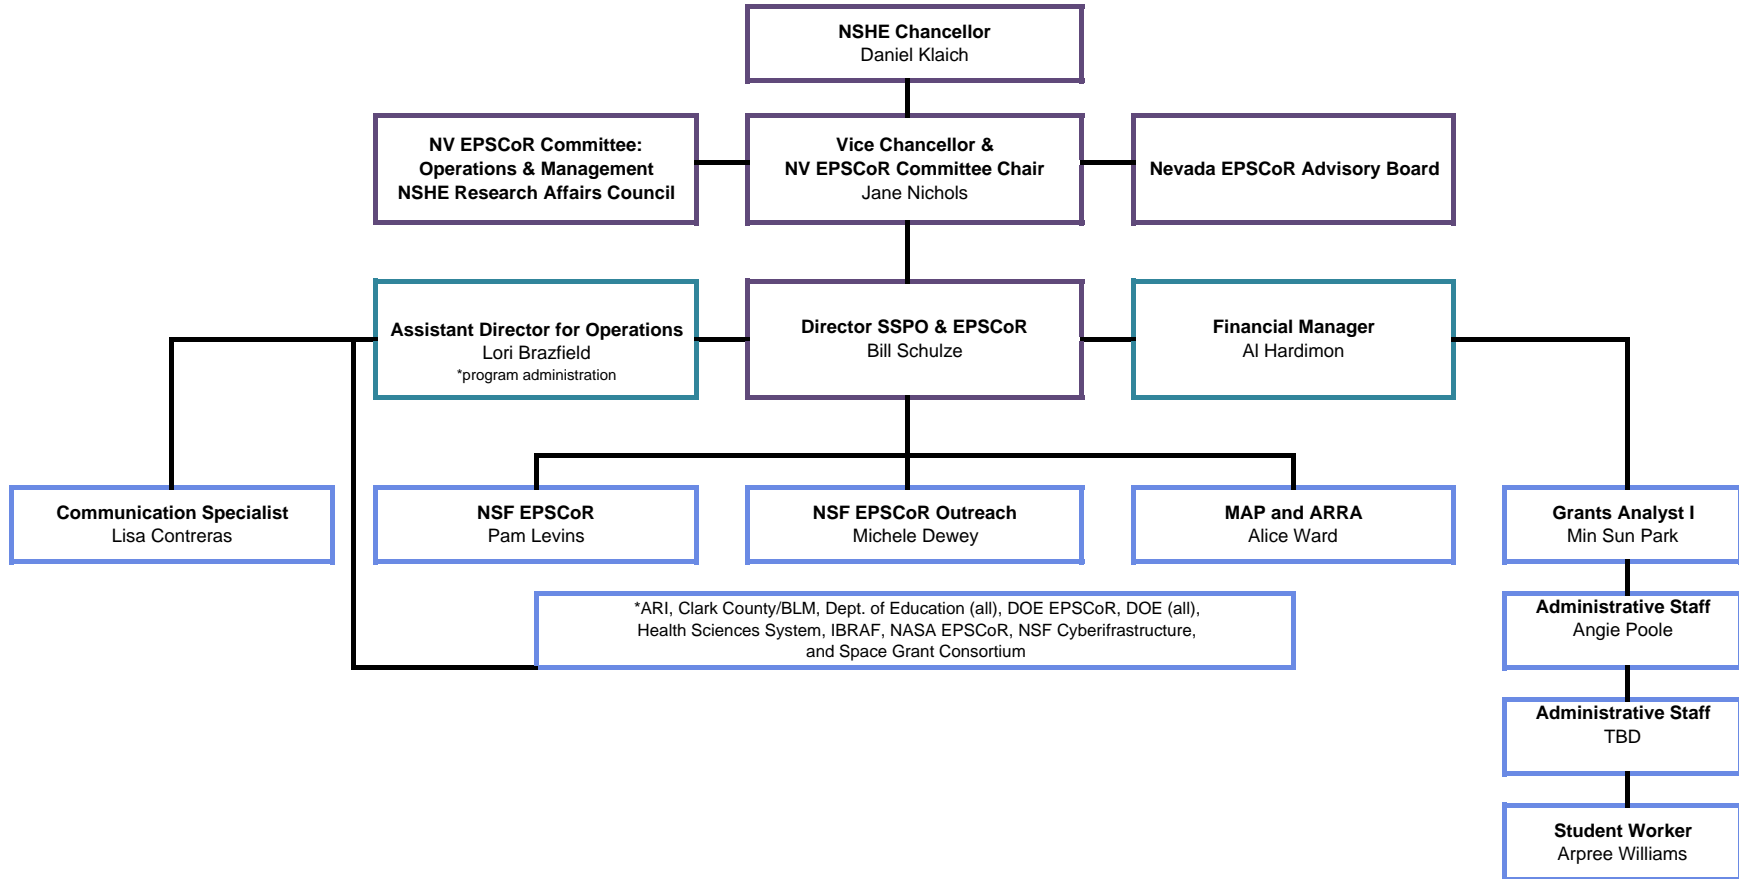 NSHE Chancellor
Daniel Klaich
NV EPSCoR Committee:
Operations & Management
NSHE Research Affairs Council
Vice Chancellor &
NV EPSCoR Committee Chair
Jane Nichols
Nevada EPSCoR Advisory Board
Assistant Director for Operations
Lori Brazfield
*program administration
Director SSPO & EPSCoR
Bill Schulze
Financial Manager
Al Hardimon
Communication Specialist
Lisa Contreras
NSF EPSCoR
Pam Levins
NSF EPSCoR Outreach
Michele Dewey
MAP and ARRA
Alice Ward
Grants Analyst I
Min Sun Park
*ARI, Clark County/BLM, Dept. of Education (all), DOE EPSCoR, DOE (all),
Health Sciences System, IBRAF, NASA EPSCoR, NSF Cyberifrastructure,
and Space Grant Consortium
Administrative Staff
Angie Poole
Administrative Staff
TBD
Student Worker
Arpree Williams